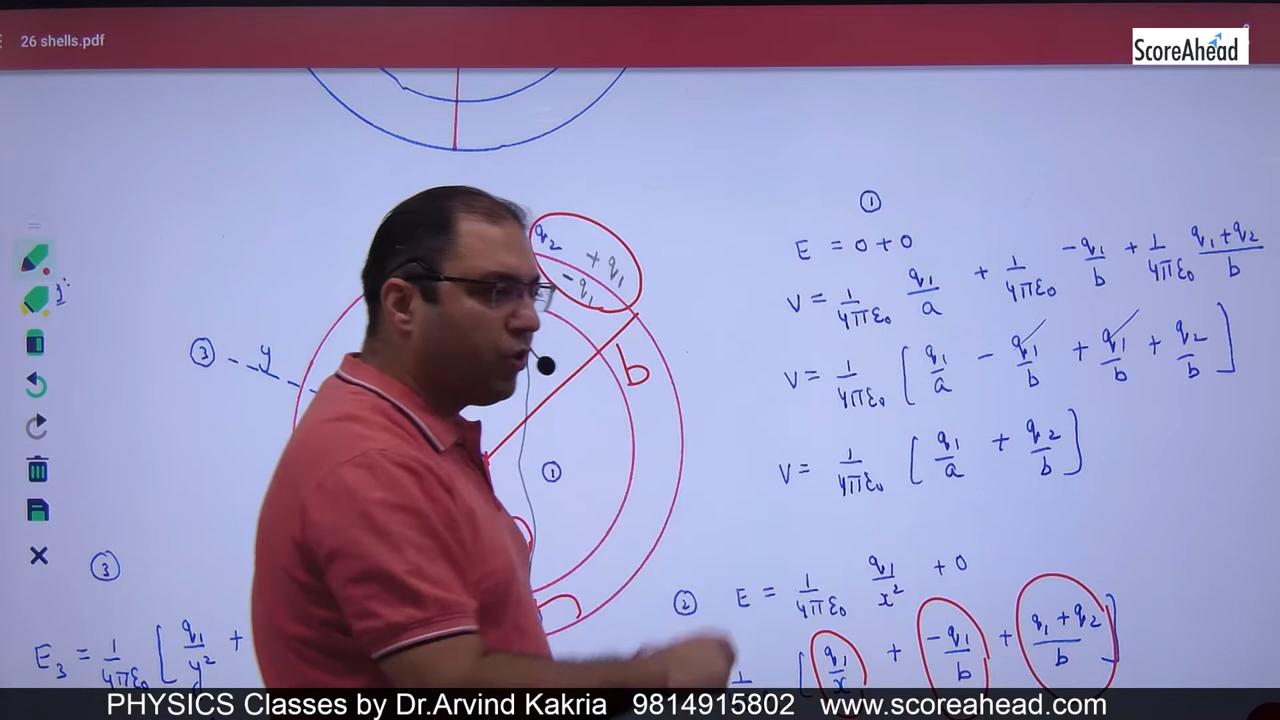 26 shells.pdf
ScoreAhead
①
E = 0 + 0
V = 1/4πε₀ q₁/a + 1/4πε₀ -q₁/b + 1/4πε₀ q₁+q₂/b
V = 1/4πε₀ [ q₁/a - q₁/b + q₁/b + q₂/b ]
V = 1/4πε₀ [ q₁/a + q₂/b ]
q₂ + q₁
- q₁
b
③ y
①
② E = 1/4πε₀ q₁/x² + 0
[ q₁/x + -q₁/b + q₁+q₂/b ]
③
E₃ = 1/4πε₀ [ q₁/y² +
PHYSICS Classes by Dr.Arvind Kakria 9814915802 www.scoreahead.com